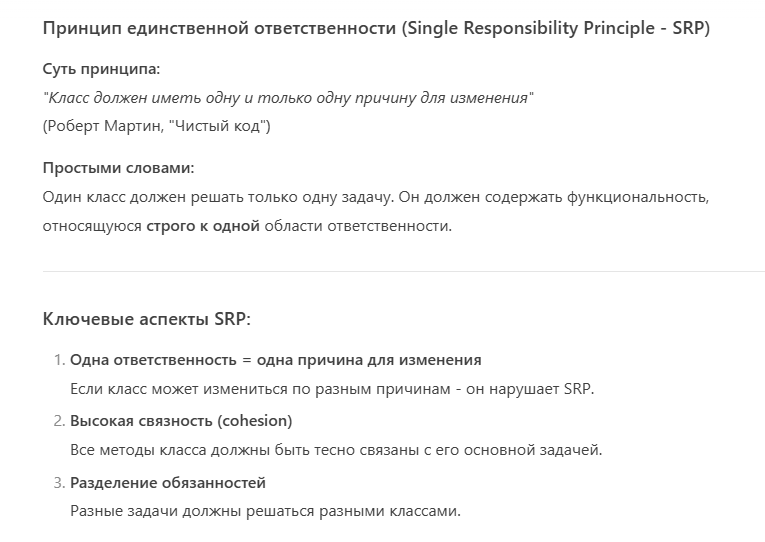 Принцип единственной ответственности (Single Responsibility Principle - SRP)
Суть принципа:
"Класс должен иметь одну и только одну причину для изменения"
(Роберт Мартин, "Чистый код")
Простыми словами:
Один класс должен решать только одну задачу. Он должен содержать функциональность,
относящуюся строго к одной области ответственности.
Ключевые аспекты SRP:
1. Одна ответственность = одна причина для изменения
Если класс может измениться по разным причинам - он нарушает SRP.
2. Высокая связность (cohesion)
Все методы класса должны быть тесно связаны с его основной задачей.
3. Разделение обязанностей
Разные задачи должны решаться разными классами.